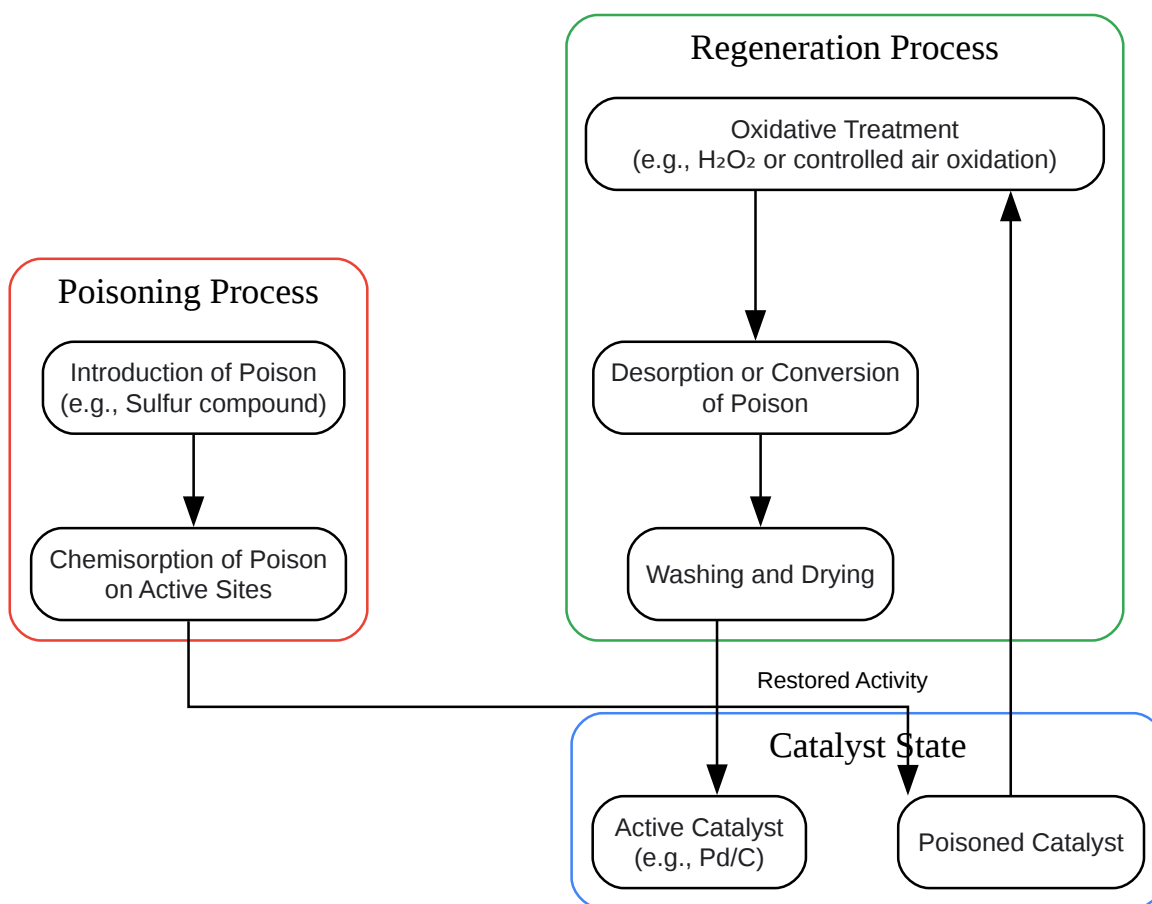 Regeneration Process
Oxidative Treatment
(e.g., H₂O₂ or controlled air oxidation)
Poisoning Process
Introduction of Poison
(e.g., Sulfur compound)
Desorption or Conversion
of Poison
Chemisorption of Poison
on Active Sites
Washing and Drying
Restored Activity
Catalyst State
Active Catalyst
(e.g., Pd/C)
Poisoned Catalyst